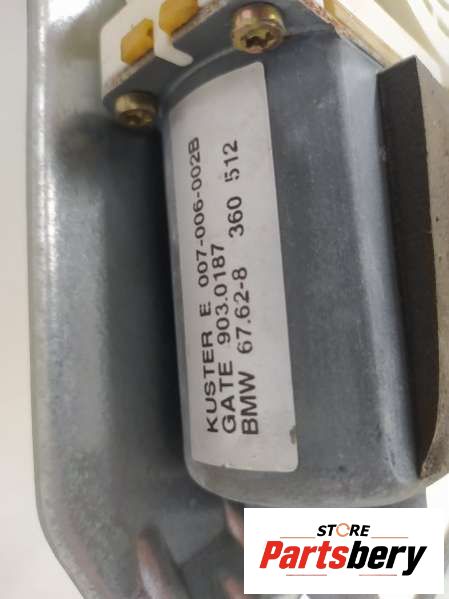 KUSTER E. 007-006-002B
GATE 903.0187
BMW 67.62-8 360 512
STORE
Partsbery